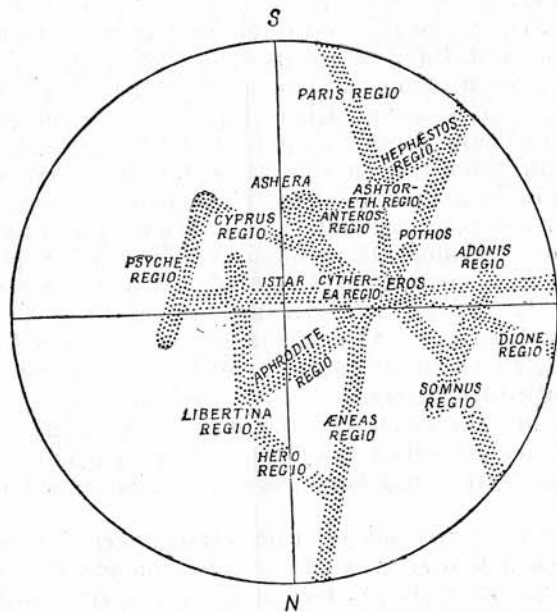 S
PARIS REGIO
HEPHÆSTOS
REGIO
ASHERA
ASHTOR-
ETH. REGIO
ANTEROS
REGIO
CYPRUS
REGIO
POTHOS
PSYCHE
REGIO
ADONIS
REGIO
ISTAR
CYTHER-
EA REGIO
EROS
DIONE
REGIO
APHRODITE
REGIO
SOMNUS
REGIO
LIBERTINA
REGIO
ÆNEAS
REGIO
HERO
REGIO
N